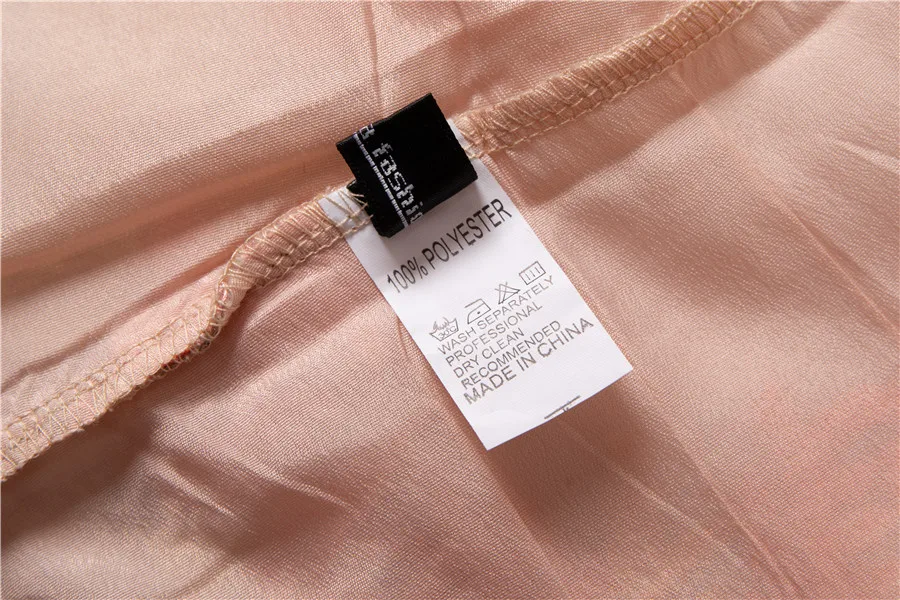 100% POLYESTER
WASH SEPARATELY
PROFESSIONAL
DRY CLEAN
RECOMMENDED
MADE IN CHINA